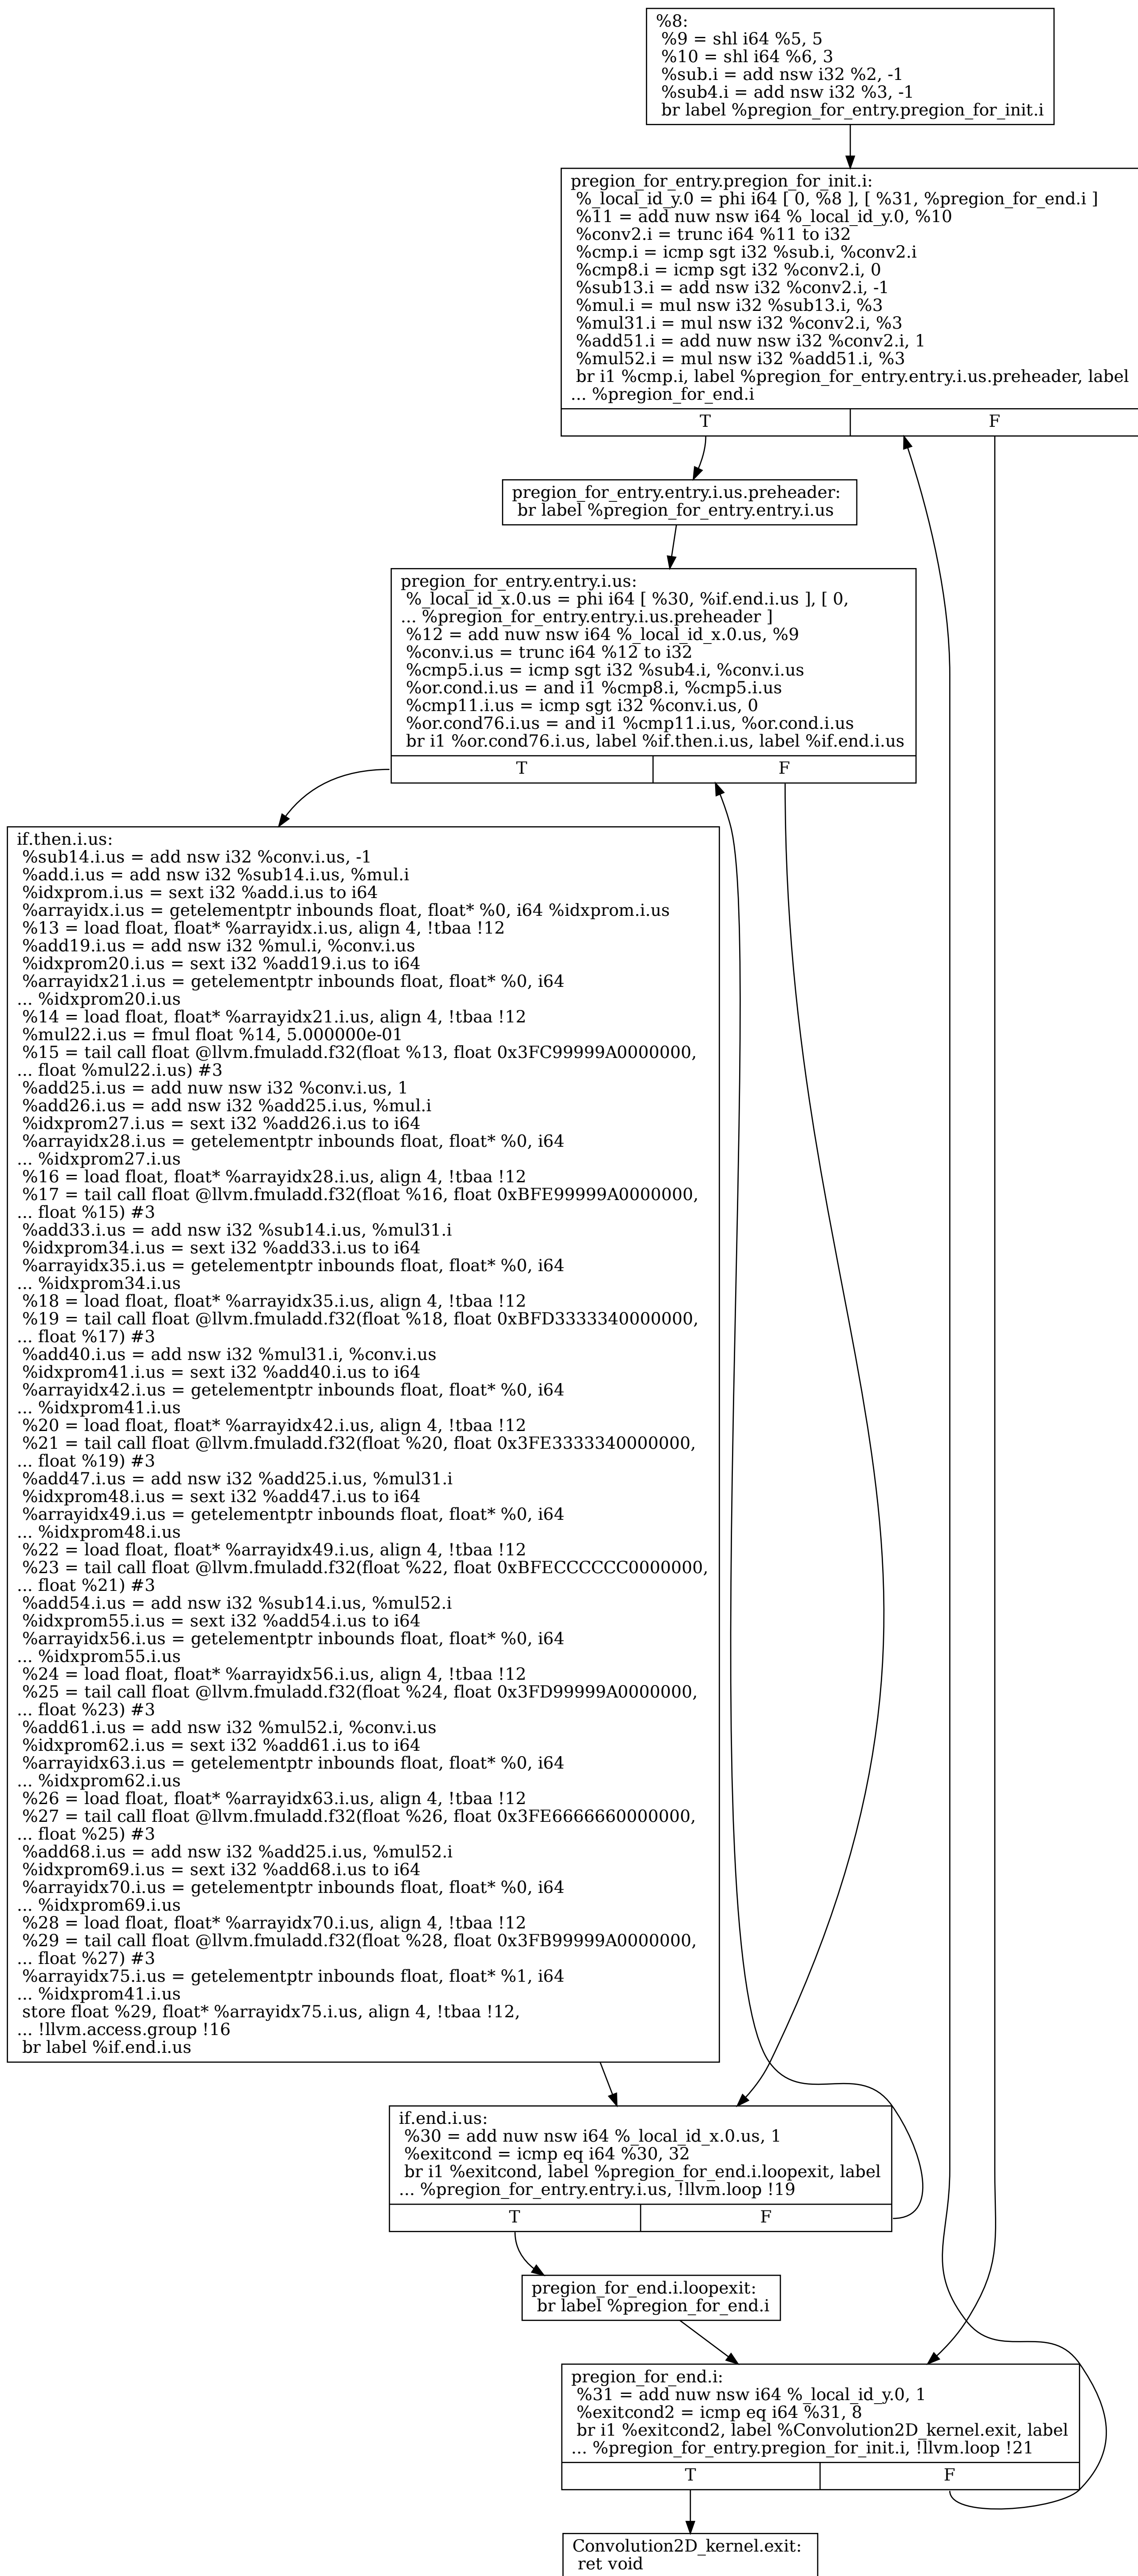 %8:
%9 = shl i64 %5, 5
%10 = shl i64 %6, 3
%sub.i = add nsw i32 %2, -1
%sub4.i = add nsw i32 %3, -1
br label %pregion_for_entry.pregion_for_init.i
pregion_for_entry.pregion_for_init.i:
%_local_id_y.0 = phi i64 [ 0, %8 ], [ %31, %pregion_for_end.i ]
%11 = add nuw nsw i64 %_local_id_y.0, %10
%conv2.i = trunc i64 %11 to i32
%cmp.i = icmp sgt i32 %sub.i, %conv2.i
%cmp8.i = icmp sgt i32 %conv2.i, 0
%sub13.i = add nsw i32 %conv2.i, -1
%mul.i = mul nsw i32 %sub13.i, %3
%mul31.i = mul nsw i32 %conv2.i, %3
%add51.i = add nuw nsw i32 %conv2.i, 1
%mul52.i = mul nsw i32 %add51.i, %3
br i1 %cmp.i, label %pregion_for_entry.entry.i.us.preheader, label
... %pregion_for_end.i
T
F
pregion_for_entry.entry.i.us.preheader:
br label %pregion_for_entry.entry.i.us
pregion_for_entry.entry.i.us:
%_local_id_x.0.us = phi i64 [ %30, %if.end.i.us ], [ 0,
... %pregion_for_entry.entry.i.us.preheader ]
%12 = add nuw nsw i64 %_local_id_x.0.us, %9
%conv.i.us = trunc i64 %12 to i32
%cmp5.i.us = icmp sgt i32 %sub4.i, %conv.i.us
%or.cond.i.us = and i1 %cmp8.i, %cmp5.i.us
%cmp11.i.us = icmp sgt i32 %conv.i.us, 0
%or.cond76.i.us = and i1 %cmp11.i.us, %or.cond.i.us
br i1 %or.cond76.i.us, label %if.then.i.us, label %if.end.i.us
T
F
if.then.i.us:
%sub14.i.us = add nsw i32 %conv.i.us, -1
%add.i.us = add nsw i32 %sub14.i.us, %mul.i
%idxprom.i.us = sext i32 %add.i.us to i64
%arrayidx.i.us = getelementptr inbounds float, float* %0, i64 %idxprom.i.us
%13 = load float, float* %arrayidx.i.us, align 4, !tbaa !12
%add19.i.us = add nsw i32 %mul.i, %conv.i.us
%idxprom20.i.us = sext i32 %add19.i.us to i64
%arrayidx21.i.us = getelementptr inbounds float, float* %0, i64
... %idxprom20.i.us
%14 = load float, float* %arrayidx21.i.us, align 4, !tbaa !12
%mul22.i.us = fmul float %14, 5.000000e-01
%15 = tail call float @llvm.fmuladd.f32(float %13, float 0x3FC99999A0000000,
... float %mul22.i.us) #3
%add25.i.us = add nuw nsw i32 %conv.i.us, 1
%add26.i.us = add nsw i32 %add25.i.us, %mul.i
%idxprom27.i.us = sext i32 %add26.i.us to i64
%arrayidx28.i.us = getelementptr inbounds float, float* %0, i64
... %idxprom27.i.us
%16 = load float, float* %arrayidx28.i.us, align 4, !tbaa !12
%17 = tail call float @llvm.fmuladd.f32(float %16, float 0xBFE99999A0000000,
... float %15) #3
%add33.i.us = add nsw i32 %sub14.i.us, %mul31.i
%idxprom34.i.us = sext i32 %add33.i.us to i64
%arrayidx35.i.us = getelementptr inbounds float, float* %0, i64
... %idxprom34.i.us
%18 = load float, float* %arrayidx35.i.us, align 4, !tbaa !12
%19 = tail call float @llvm.fmuladd.f32(float %18, float 0xBFD3333340000000,
... float %17) #3
%add40.i.us = add nsw i32 %mul31.i, %conv.i.us
%idxprom41.i.us = sext i32 %add40.i.us to i64
%arrayidx42.i.us = getelementptr inbounds float, float* %0, i64
... %idxprom41.i.us
%20 = load float, float* %arrayidx42.i.us, align 4, !tbaa !12
%21 = tail call float @llvm.fmuladd.f32(float %20, float 0x3FE3333340000000,
... float %19) #3
%add47.i.us = add nsw i32 %add25.i.us, %mul31.i
%idxprom48.i.us = sext i32 %add47.i.us to i64
%arrayidx49.i.us = getelementptr inbounds float, float* %0, i64
... %idxprom48.i.us
%22 = load float, float* %arrayidx49.i.us, align 4, !tbaa !12
%23 = tail call float @llvm.fmuladd.f32(float %22, float 0xBFECCCCCC0000000,
... float %21) #3
%add54.i.us = add nsw i32 %sub14.i.us, %mul52.i
%idxprom55.i.us = sext i32 %add54.i.us to i64
%arrayidx56.i.us = getelementptr inbounds float, float* %0, i64
... %idxprom55.i.us
%24 = load float, float* %arrayidx56.i.us, align 4, !tbaa !12
%25 = tail call float @llvm.fmuladd.f32(float %24, float 0x3FD99999A0000000,
... float %23) #3
%add61.i.us = add nsw i32 %mul52.i, %conv.i.us
%idxprom62.i.us = sext i32 %add61.i.us to i64
%arrayidx63.i.us = getelementptr inbounds float, float* %0, i64
... %idxprom62.i.us
%26 = load float, float* %arrayidx63.i.us, align 4, !tbaa !12
%27 = tail call float @llvm.fmuladd.f32(float %26, float 0x3FE6666660000000,
... float %25) #3
%add68.i.us = add nsw i32 %add25.i.us, %mul52.i
%idxprom69.i.us = sext i32 %add68.i.us to i64
%arrayidx70.i.us = getelementptr inbounds float, float* %0, i64
... %idxprom69.i.us
%28 = load float, float* %arrayidx70.i.us, align 4, !tbaa !12
%29 = tail call float @llvm.fmuladd.f32(float %28, float 0x3FB99999A0000000,
... float %27) #3
%arrayidx75.i.us = getelementptr inbounds float, float* %1, i64
... %idxprom41.i.us
store float %29, float* %arrayidx75.i.us, align 4, !tbaa !12,
... !llvm.access.group !16
br label %if.end.i.us
if.end.i.us:
%30 = add nuw nsw i64 %_local_id_x.0.us, 1
%exitcond = icmp eq i64 %30, 32
br i1 %exitcond, label %pregion_for_end.i.loopexit, label
... %pregion_for_entry.entry.i.us, !llvm.loop !19
T
F
pregion_for_end.i.loopexit:
br label %pregion_for_end.i
pregion_for_end.i:
%31 = add nuw nsw i64 %_local_id_y.0, 1
%exitcond2 = icmp eq i64 %31, 8
br i1 %exitcond2, label %Convolution2D_kernel.exit, label
... %pregion_for_entry.pregion_for_init.i, !llvm.loop !21
T
F
Convolution2D_kernel.exit:
ret void